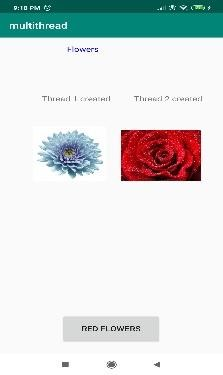 9:10 PM
multithread
Flowers
Thread 1 created Thread 2 created
RED FLOWERS